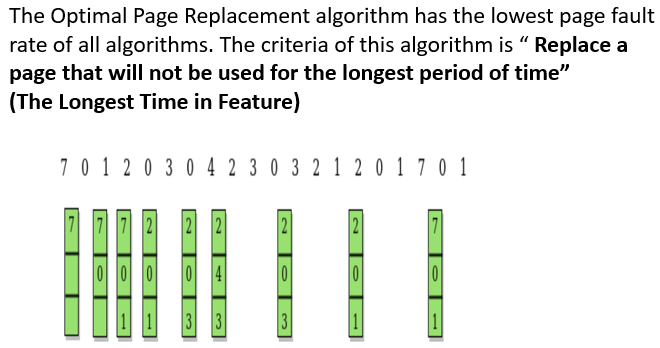 The Optimal Page Replacement algorithm has the lowest page fault
rate of all algorithms. The criteria of this algorithm is “ Replace a
page that will not be used for the longest period of time”
(The Longest Time in Feature)
7 0 1 2 0 3 0 4 2 3 0 3 2 1 2 0 1 7 0 1
7 7 7 2 2 2 2 2 7
0 0 0 0 4 0 0 0
1 1 3 3 3 1 1